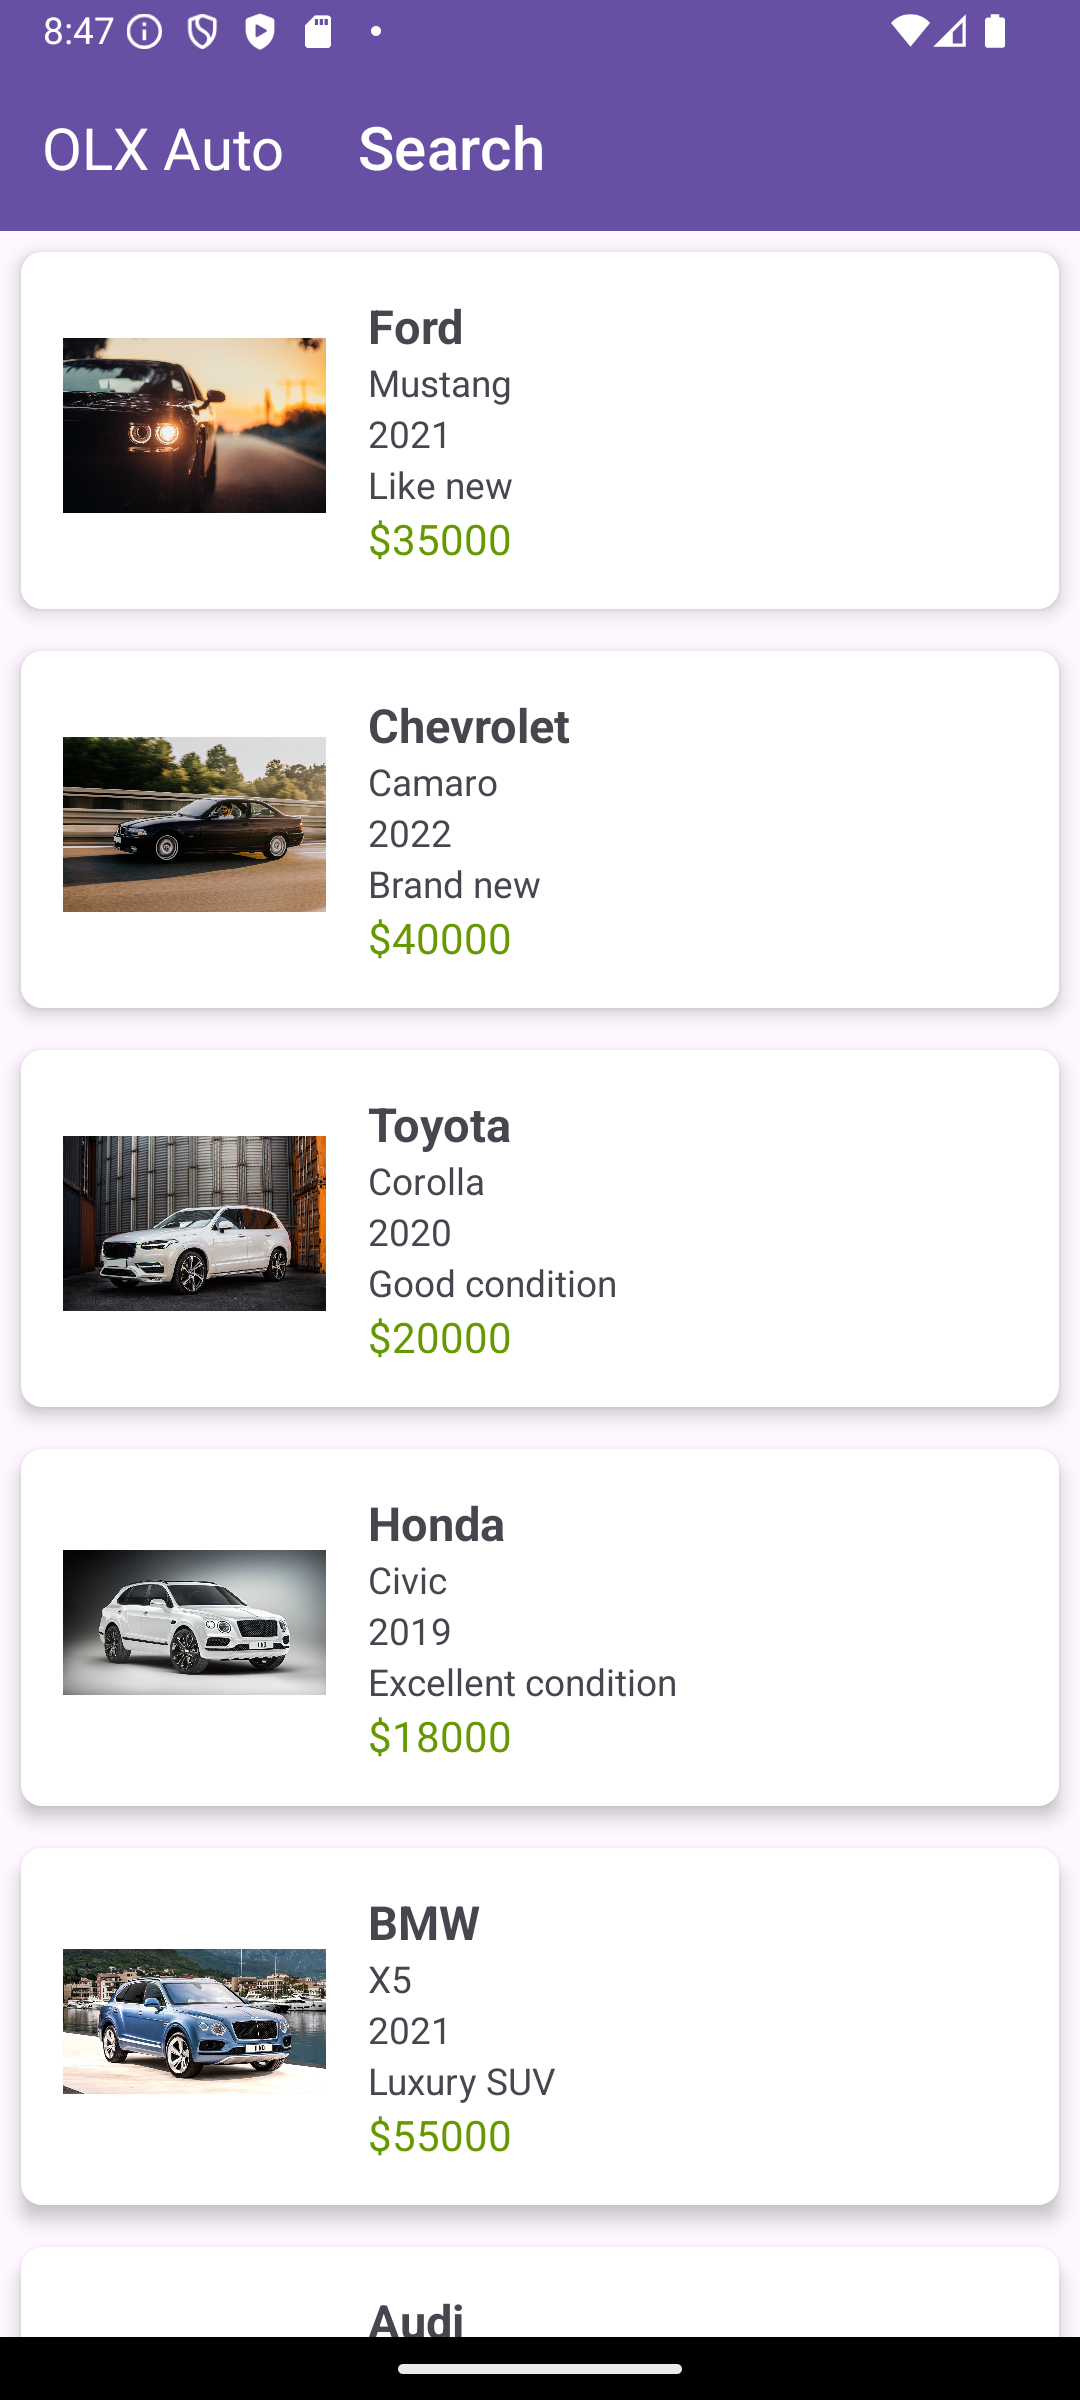 8:47
OLX Auto Search
Ford
Mustang
2021
Like new
$35000
Chevrolet
Camaro
2022
Brand new
$40000
Toyota
Corolla
2020
Good condition
$20000
Honda
Civic
2019
Excellent condition
$18000
BMW
X5
2021
Luxury SUV
$55000
Audi